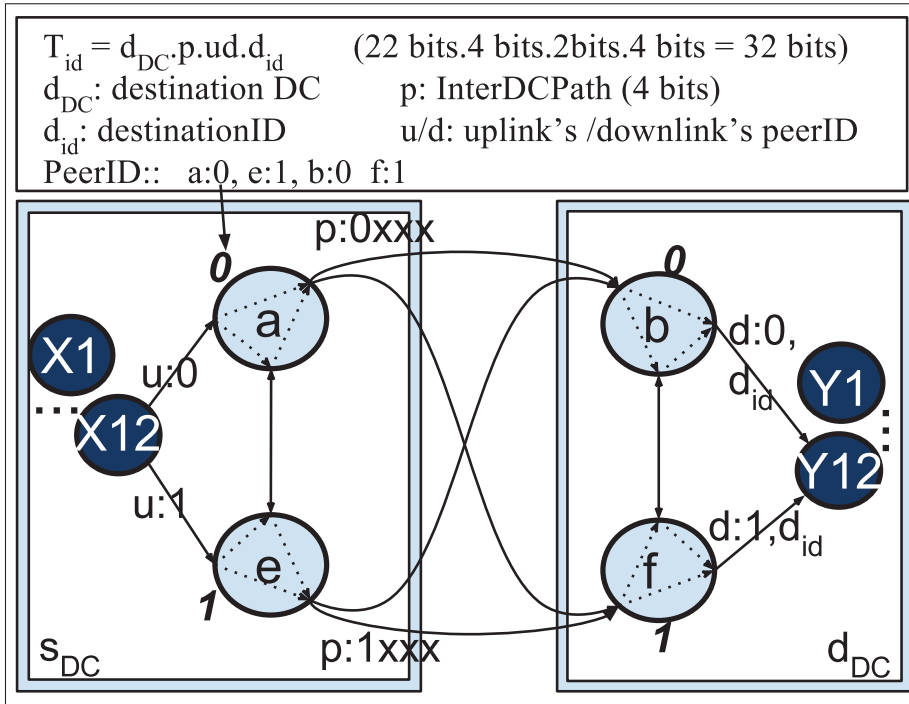 T_id = d_DC.p.ud.d_id (22 bits.4 bits.2bits.4 bit = 32 bits)
d_DC: destination DC p: InterDCPath (4 bits)
d_id: destinationID u/d: uplink's /downlink's peerID
PeerID:: a:0, e:1, b:0 f:1
p:0xxx
0
0
a
b
d:0,
d_id
X1
u:0
Y1
...
X12
...
Y12
u:1
d:1,d_id
e
f
1
1
p:1xxx
s_DC
d_DC